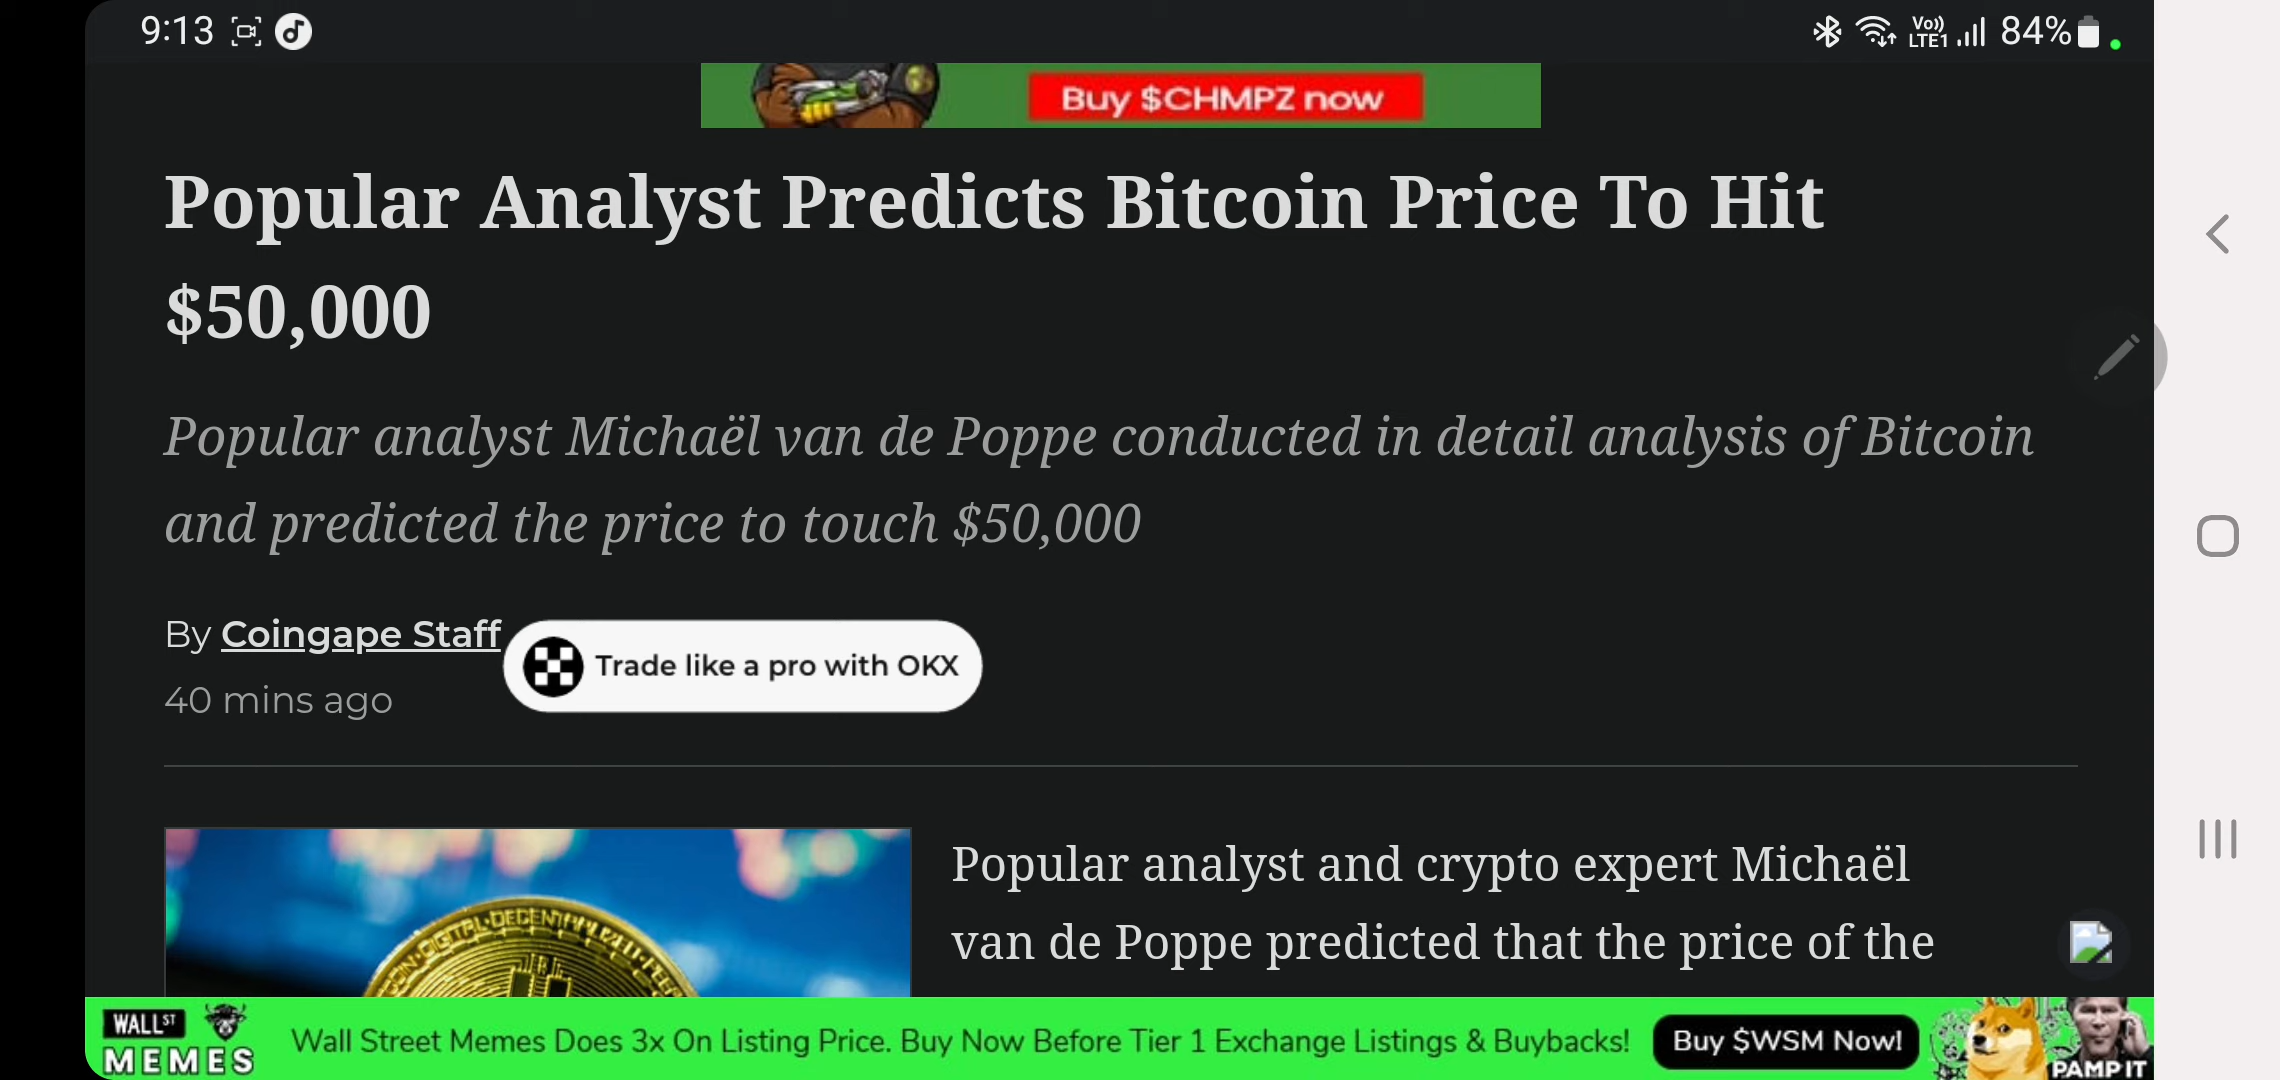 9:13
Vo))
LTE1
84%
Buy $CHMPZ now
Popular Analyst Predicts Bitcoin Price To Hit
$50,000
Popular analyst Michaël van de Poppe conducted in detail analysis of Bitcoin
and predicted the price to touch $50,000
By Coingape Staff
Trade like a pro with OKX
40 mins ago
Popular analyst and crypto expert Michaël
van de Poppe predicted that the price of the
WALL ST
MEMES
Wall Street Memes Does 3x On Listing Price. Buy Now Before Tier 1 Exchange Listings & Buybacks!
Buy $WSM Now!
PAMP IT